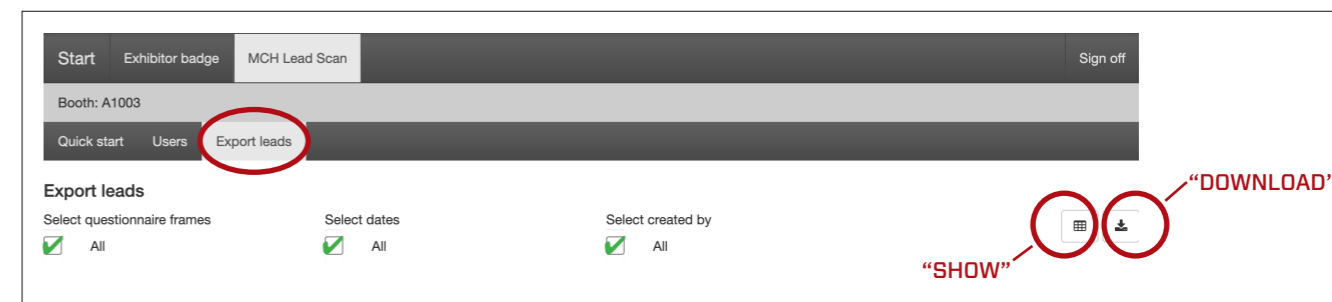 Start Exhibitor badge MCH Lead Scan Sign off
Booth: A1003
Quick start Users Export leads
Export leads
Select questionnaire frames Select dates Select created by
All All All
“DOWNLOAD”
“SHOW”